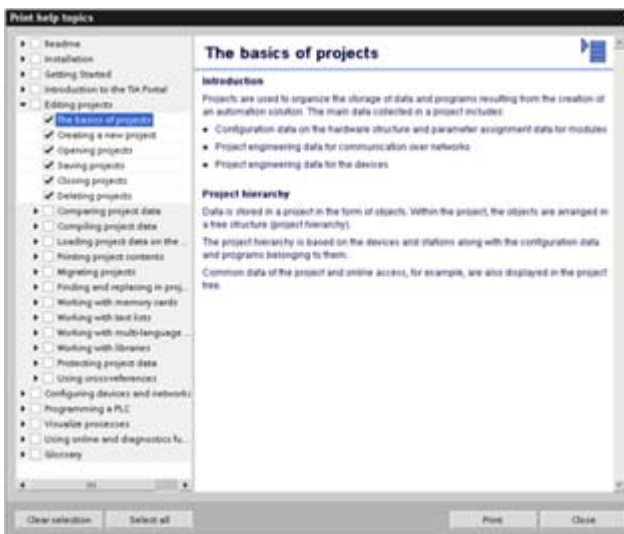 Print help topics
Readme
Installation
Getting Started
Introduction to the TIA Portal
Editing projects
The basics of projects
Creating a new project
Opening projects
Saving projects
Closing projects
Deleting projects
Comparing project data
Compiling project data
Loading project data on the ...
Printing project contents
Migrating projects
Finding and replacing in proj...
Working with memory cards
Working with text lists
Working with multi-language ...
Working with libraries
Protecting project data
Using cross-references
Configuring devices and networks
Programming a PLC
Visualize processes
Using online and diagnostics fu...
Glossary
The basics of projects
Introduction
Projects are used to organize the storage of data and programs resulting from the creation of
an automation solution. The main data collected in a project includes:
• Configuration data on the hardware structure and parameter assignment data for modules
• Project engineering data for communication over networks
• Project engineering data for the devices
Project hierarchy
Data is stored in a project in the form of objects. Within the project, the objects are arranged in
a tree structure (project hierarchy).
The project hierarchy is based on the devices and stations along with the configuration data
and programs belonging to them.
Common data of the project and online access, for example, are also displayed in the project
tree.
Clear selection
Select all
Print
Close